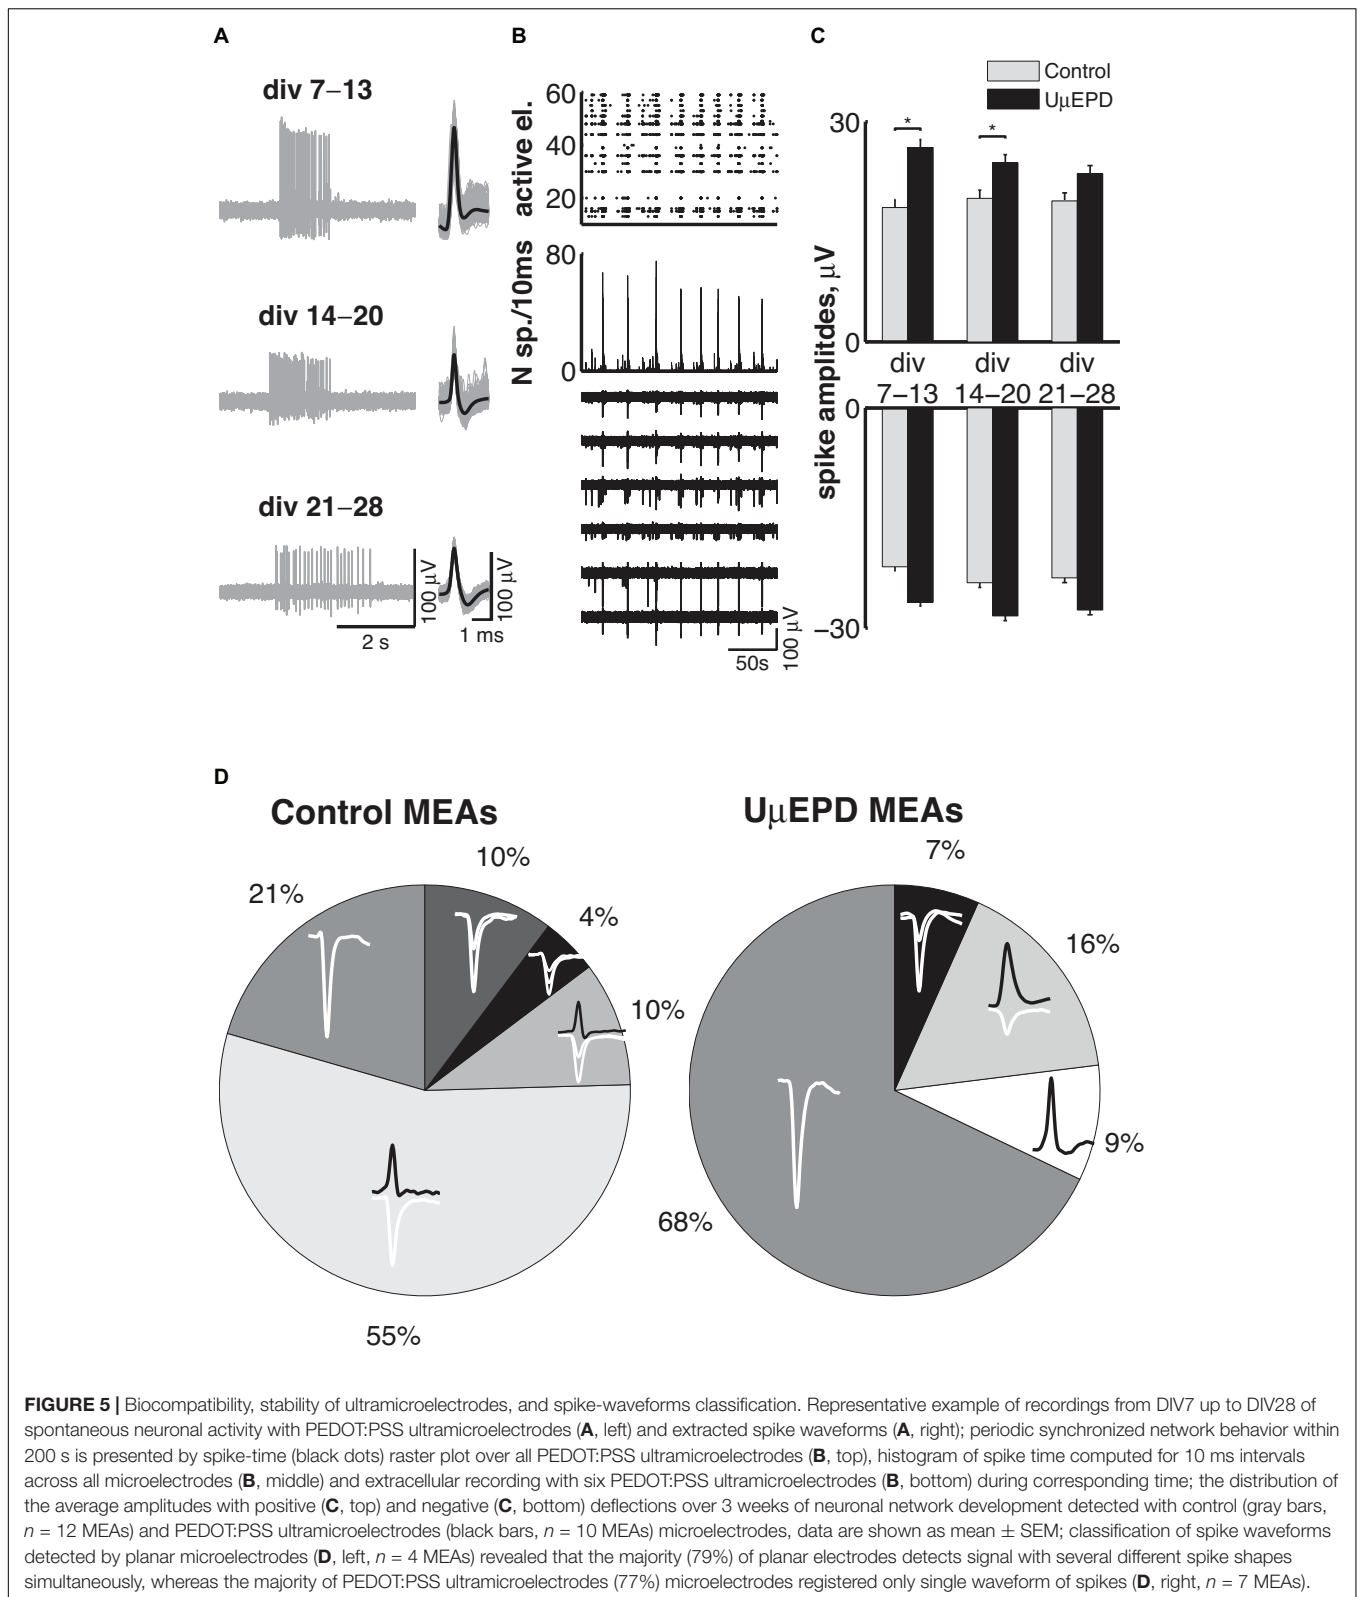 A
div 7–13
div 14–20
div 21–28
100 μV
100 μV
2 s
1 ms
B
active el.
60
40
20
N sp./10ms
80
0
100 μV
50s
C
Control
UμEPD
spike amplitdes, μV
30
*
*
0
div
div
div
7–13
14–20
21–28
0
–30
D
Control MEAs
10%
21%
4%
10%
55%
UμEPD MEAs
7%
16%
9%
68%
FIGURE 5 | Biocompatibility, stability of ultramicroelectrodes, and spike-waveforms classification. Representative example of recordings from DIV7 up to DIV28 of
spontaneous neuronal activity with PEDOT:PSS ultramicroelectrodes (A, left) and extracted spike waveforms (A, right); periodic synchronized network behavior within
200 s is presented by spike-time (black dots) raster plot over all PEDOT:PSS ultramicroelectrodes (B, top), histogram of spike time computed for 10 ms intervals
across all microelectrodes (B, middle) and extracellular recording with six PEDOT:PSS ultramicroelectrodes (B, bottom) during corresponding time; the distribution of
the average amplitudes with positive (C, top) and negative (C, bottom) deflections over 3 weeks of neuronal network development detected with control (gray bars,
n = 12 MEAs) and PEDOT:PSS ultramicroelectrodes (black bars, n = 10 MEAs) microelectrodes, data are shown as mean ± SEM; classification of spike waveforms
detected by planar microelectrodes (D, left, n = 4 MEAs) revealed that the majority (79%) of planar electrodes detects signal with several different spike shapes
simultaneously, whereas the majority of PEDOT:PSS ultramicroelectrodes (77%) microelectrodes registered only single waveform of spikes (D, right, n = 7 MEAs).